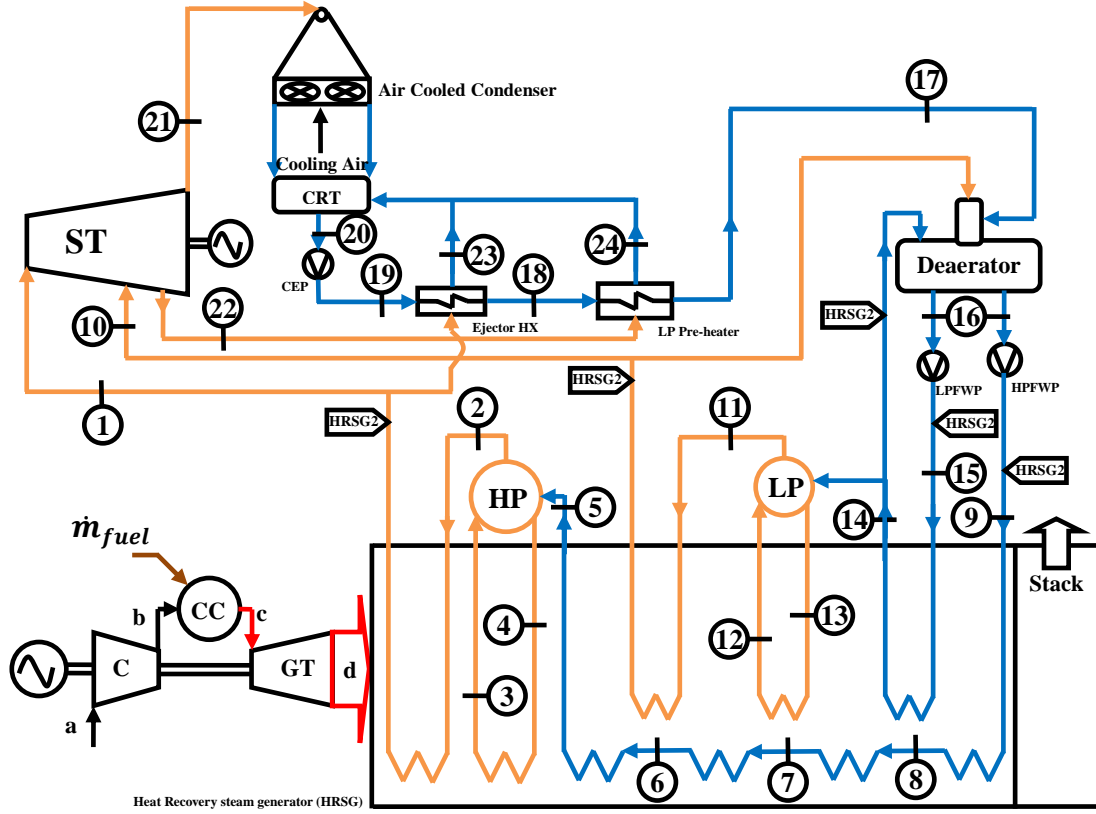 17
21
Air Cooled Condenser
Cooling Air
CRT
ST
20
23
24
Deaerator
CEP
19
18
16
10
22
Ejector HX
LP Pre-heater
HRSG2
LPFWP
HPFWP
HRSG2
1
HRSG2
2
11
HRSG2
HRSG2
HP
5
LP
15
14
9
ṁfuel
Stack
b
CC
c
4
13
12
C
GT
d
3
a
6
7
8
Heat Recovery steam generator (HRSG)